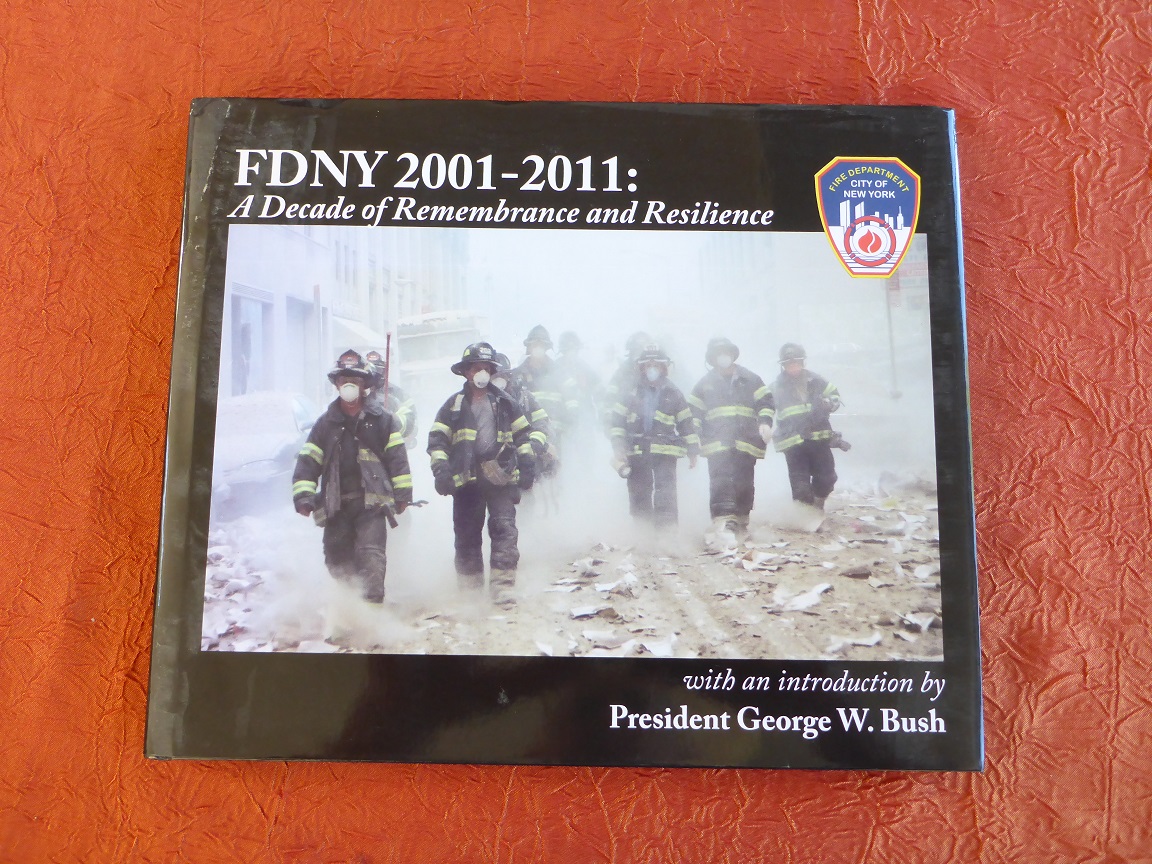 FDNY 2001-2011:
A Decade of Remembrance and Resilience
FIRE DEPARTMENT
CITY OF
NEW YORK
with an introduction by
President George W. Bush